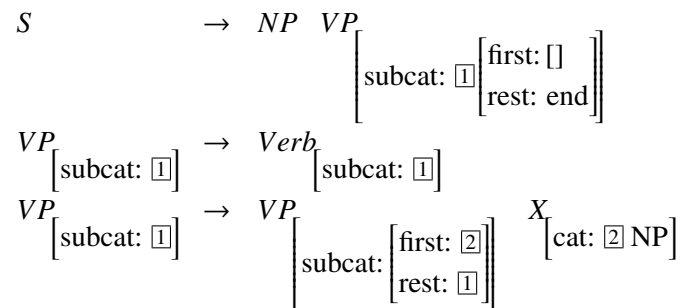 S → NP VP[subcat: 1 [first: [] rest: end]]
VP[subcat: 1] → Verb[subcat: 1]
VP[subcat: 1] → VP[subcat: [first: 2 rest: 1]] X[cat: 2 NP]